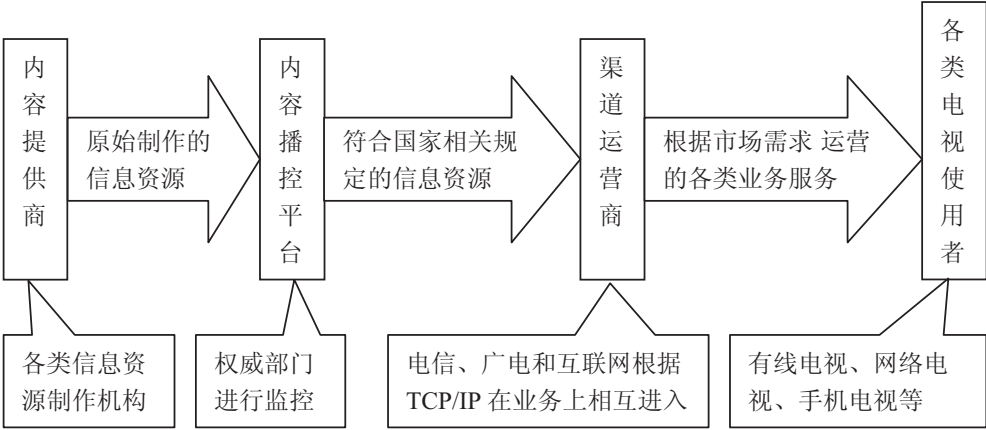 内容提供商
原始制作的
信息资源
内容播控平台
符合国家相关规
定的信息资源
渠道运营商
根据市场需求 运营
的各类业务服务
各类电视使用者
各类信息资
源制作机构
权威部门
进行监控
电信、广电和互联网根据
TCP/IP 在业务上相互进入
有线电视、网络电
视、手机电视等